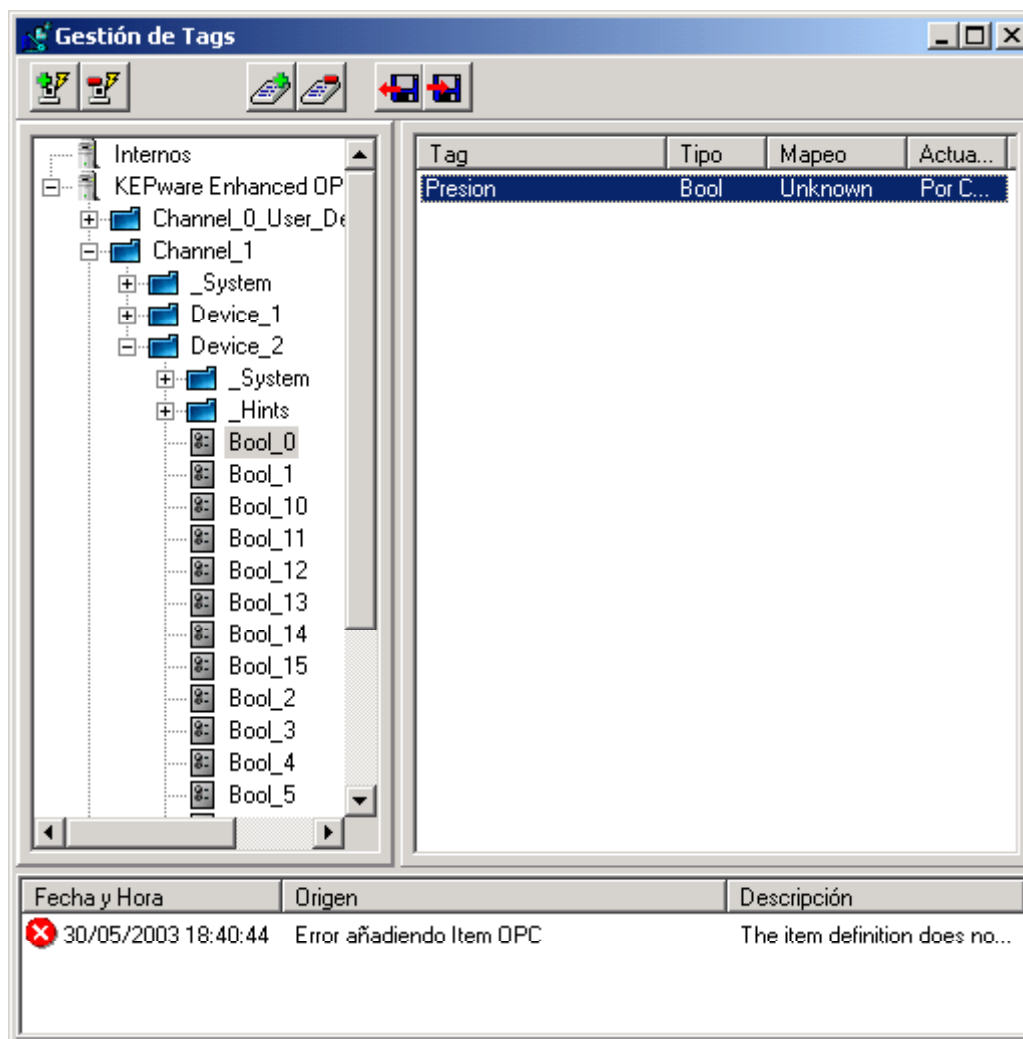 Gestión de Tags
Internos
KEPware Enhanced OP
Channel_0_User_De
Channel_1
_System
Device_1
Device_2
_System
_Hints
Bool_0
Bool_1
Bool_10
Bool_11
Bool_12
Bool_13
Bool_14
Bool_15
Bool_2
Bool_3
Bool_4
Bool_5
Tag Tipo Mapeo Actua...
Presion Bool Unknown Por C...
Fecha y Hora Origen Descripción
30/05/2003 18:40:44 Error añadiendo Item OPC The item definition does no...